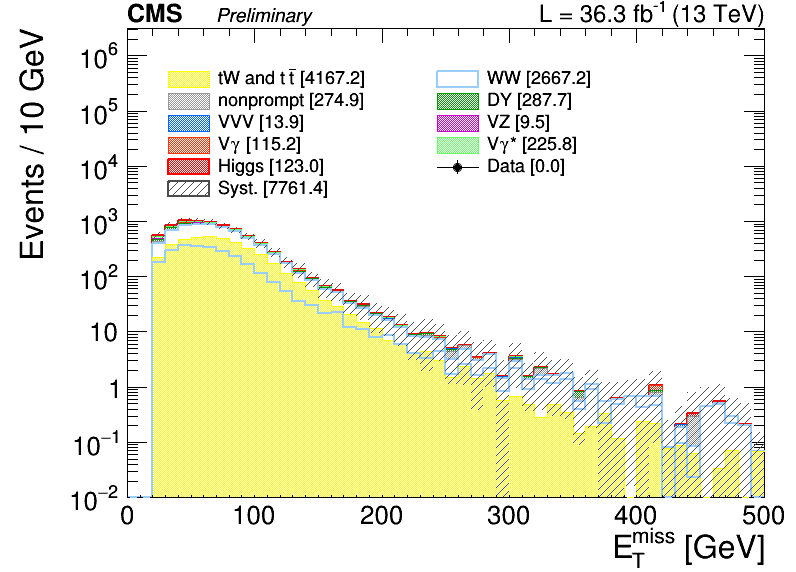 CMS Preliminary L = 36.3 fb⁻¹ (13 TeV)
Events / 10 GeV
10⁶
10⁵
10⁴
10³
10²
10
1
10⁻¹
10⁻²
tW and t t̄ [4167.2]
nonprompt [274.9]
VVV [13.9]
Vγ [115.2]
Higgs [123.0]
Syst. [7761.4]
WW [2667.2]
DY [287.7]
VZ [9.5]
Vγ* [225.8]
Data [0.0]
0 100 200 300 400 500
E_T^miss [GeV]